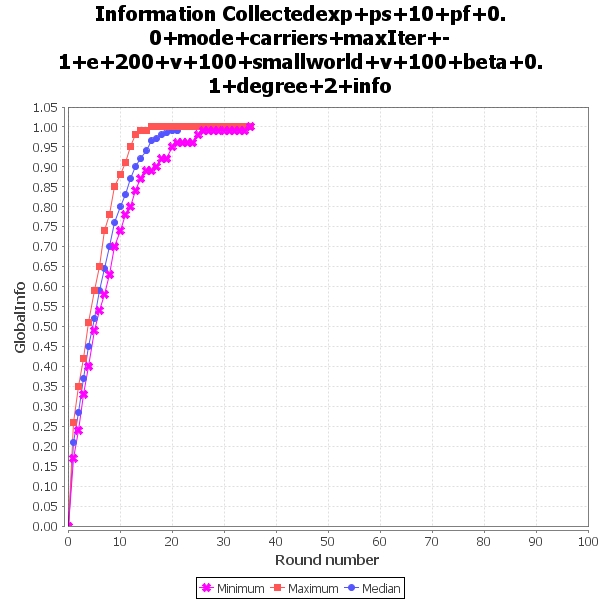 Information Collectedexp+ps+10+pf+0.
0+mode+carriers+maxIter+-
1+e+200+v+100+smallworld+v+100+beta+0.
1+degree+2+info
1.05
1.00
0.95
0.90
0.85
0.80
0.75
0.70
0.65
0.60
0.55
0.50
0.45
0.40
0.35
0.30
0.25
0.20
0.15
0.10
0.05
0.00
GlobalInfo
0 10 20 30 40 50 60 70 80 90 100
Round number
Minimum Maximum Median